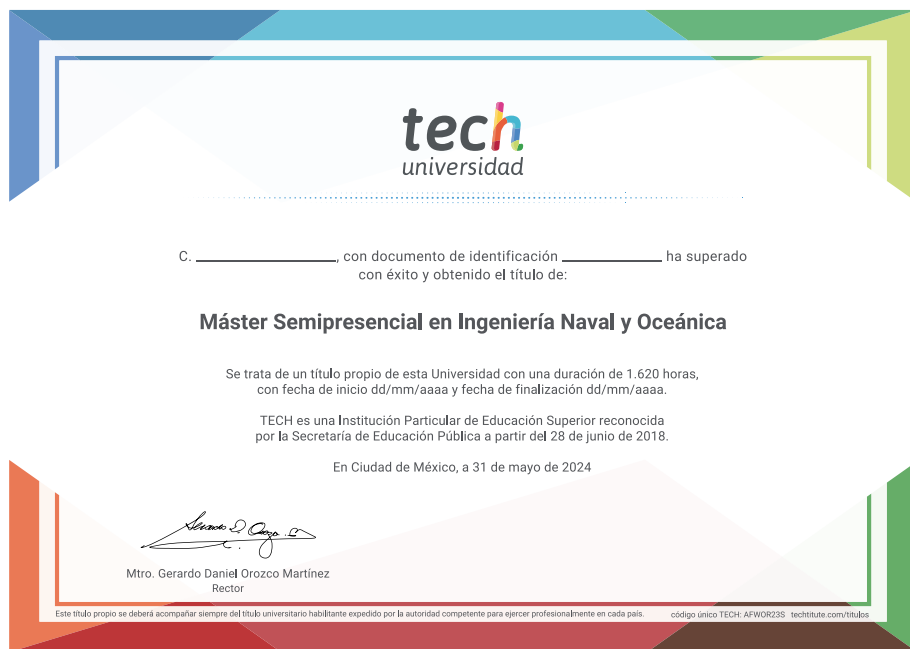 tech
universidad
C. ________________, con documento de identificación ___________ ha superado
con éxito y obtenido el título de:
Máster Semipresencial en Ingeniería Naval y Oceánica
Se trata de un título propio de esta Universidad con una duración de 1.620 horas,
con fecha de inicio dd/mm/aaaa y fecha de finalización dd/mm/aaaa.
TECH es una Institución Particular de Educación Superior reconocida
por la Secretaría de Educación Pública a partir del 28 de junio de 2018.
En Ciudad de México, a 31 de mayo de 2024
Mtro. Gerardo Daniel Orozco Martínez
Rector
Este título propio se deberá acompañar siempre del título universitario habilitante expedido por la autoridad competente para ejercer profesionalmente en cada país. código único TECH: AFWOR23S techtitute.com/titulos